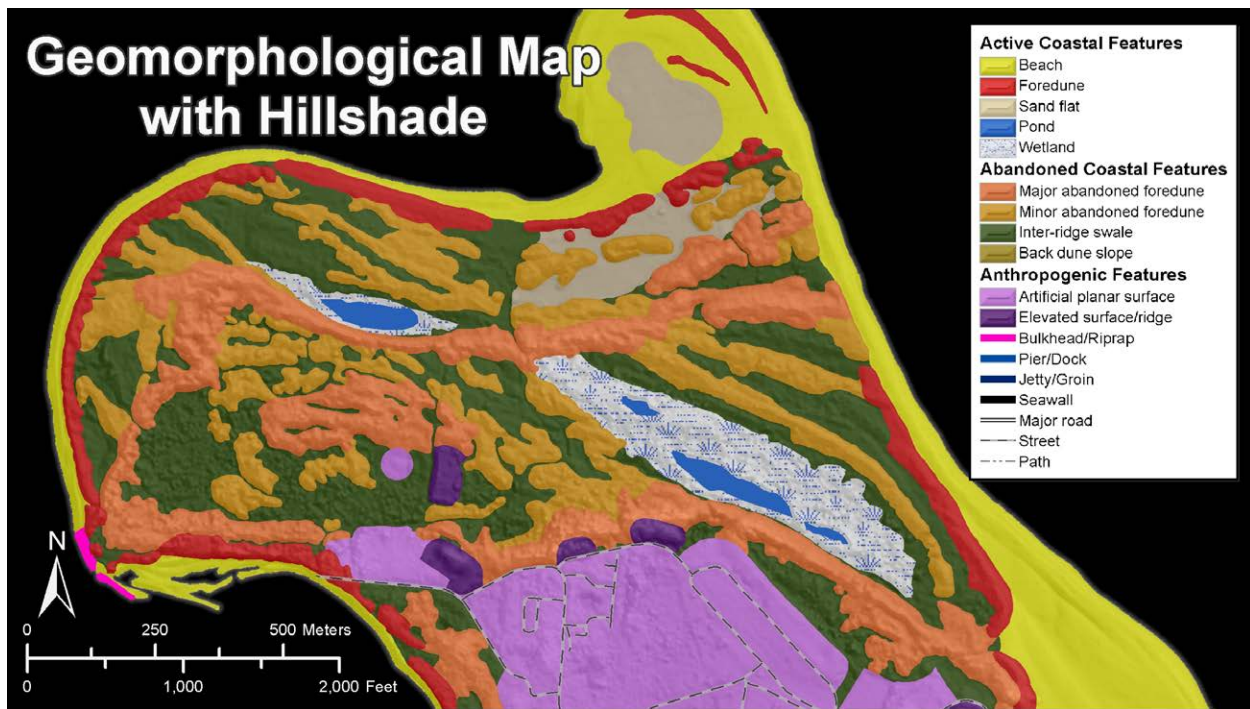 Geomorphological Map
with Hillshade
Active Coastal Features
Beach
Foredune
Sand flat
Pond
Wetland
Abandoned Coastal Features
Major abandoned foredune
Minor abandoned foredune
Inter-ridge swale
Back dune slope
Anthropogenic Features
Artificial planar surface
Elevated surface/ridge
Bulkhead/Riprap
Pier/Dock
Jetty/Groin
Seawall
Major road
Street
Path
N
0 250 500 Meters
0 1,000 2,000 Feet